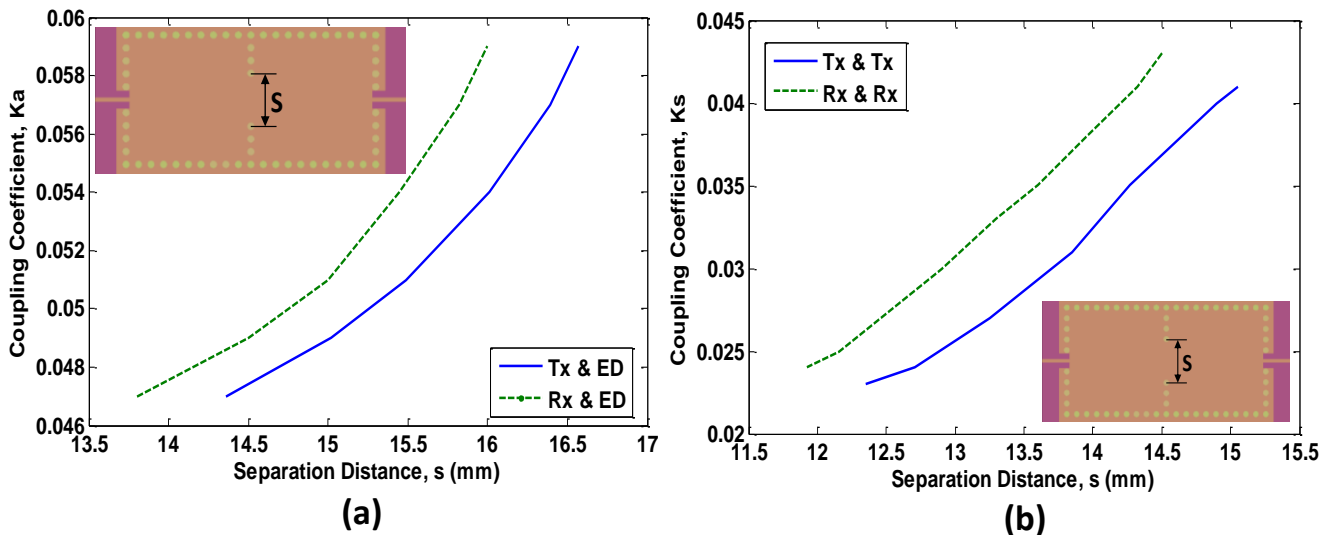 Coupling Coefficient, Ka
0.06
0.058
0.056
0.054
0.052
0.05
0.048
0.046
S
Tx & ED
Rx & ED
13.5
14
14.5
15
15.5
16
16.5
17
Separation Distance, s (mm)
(a)
Coupling Coefficient, Ks
0.045
0.04
0.035
0.03
0.025
0.02
Tx & Tx
Rx & Rx
S
11.5
12
12.5
13
13.5
14
14.5
15
15.5
Separation Distance, s (mm)
(b)